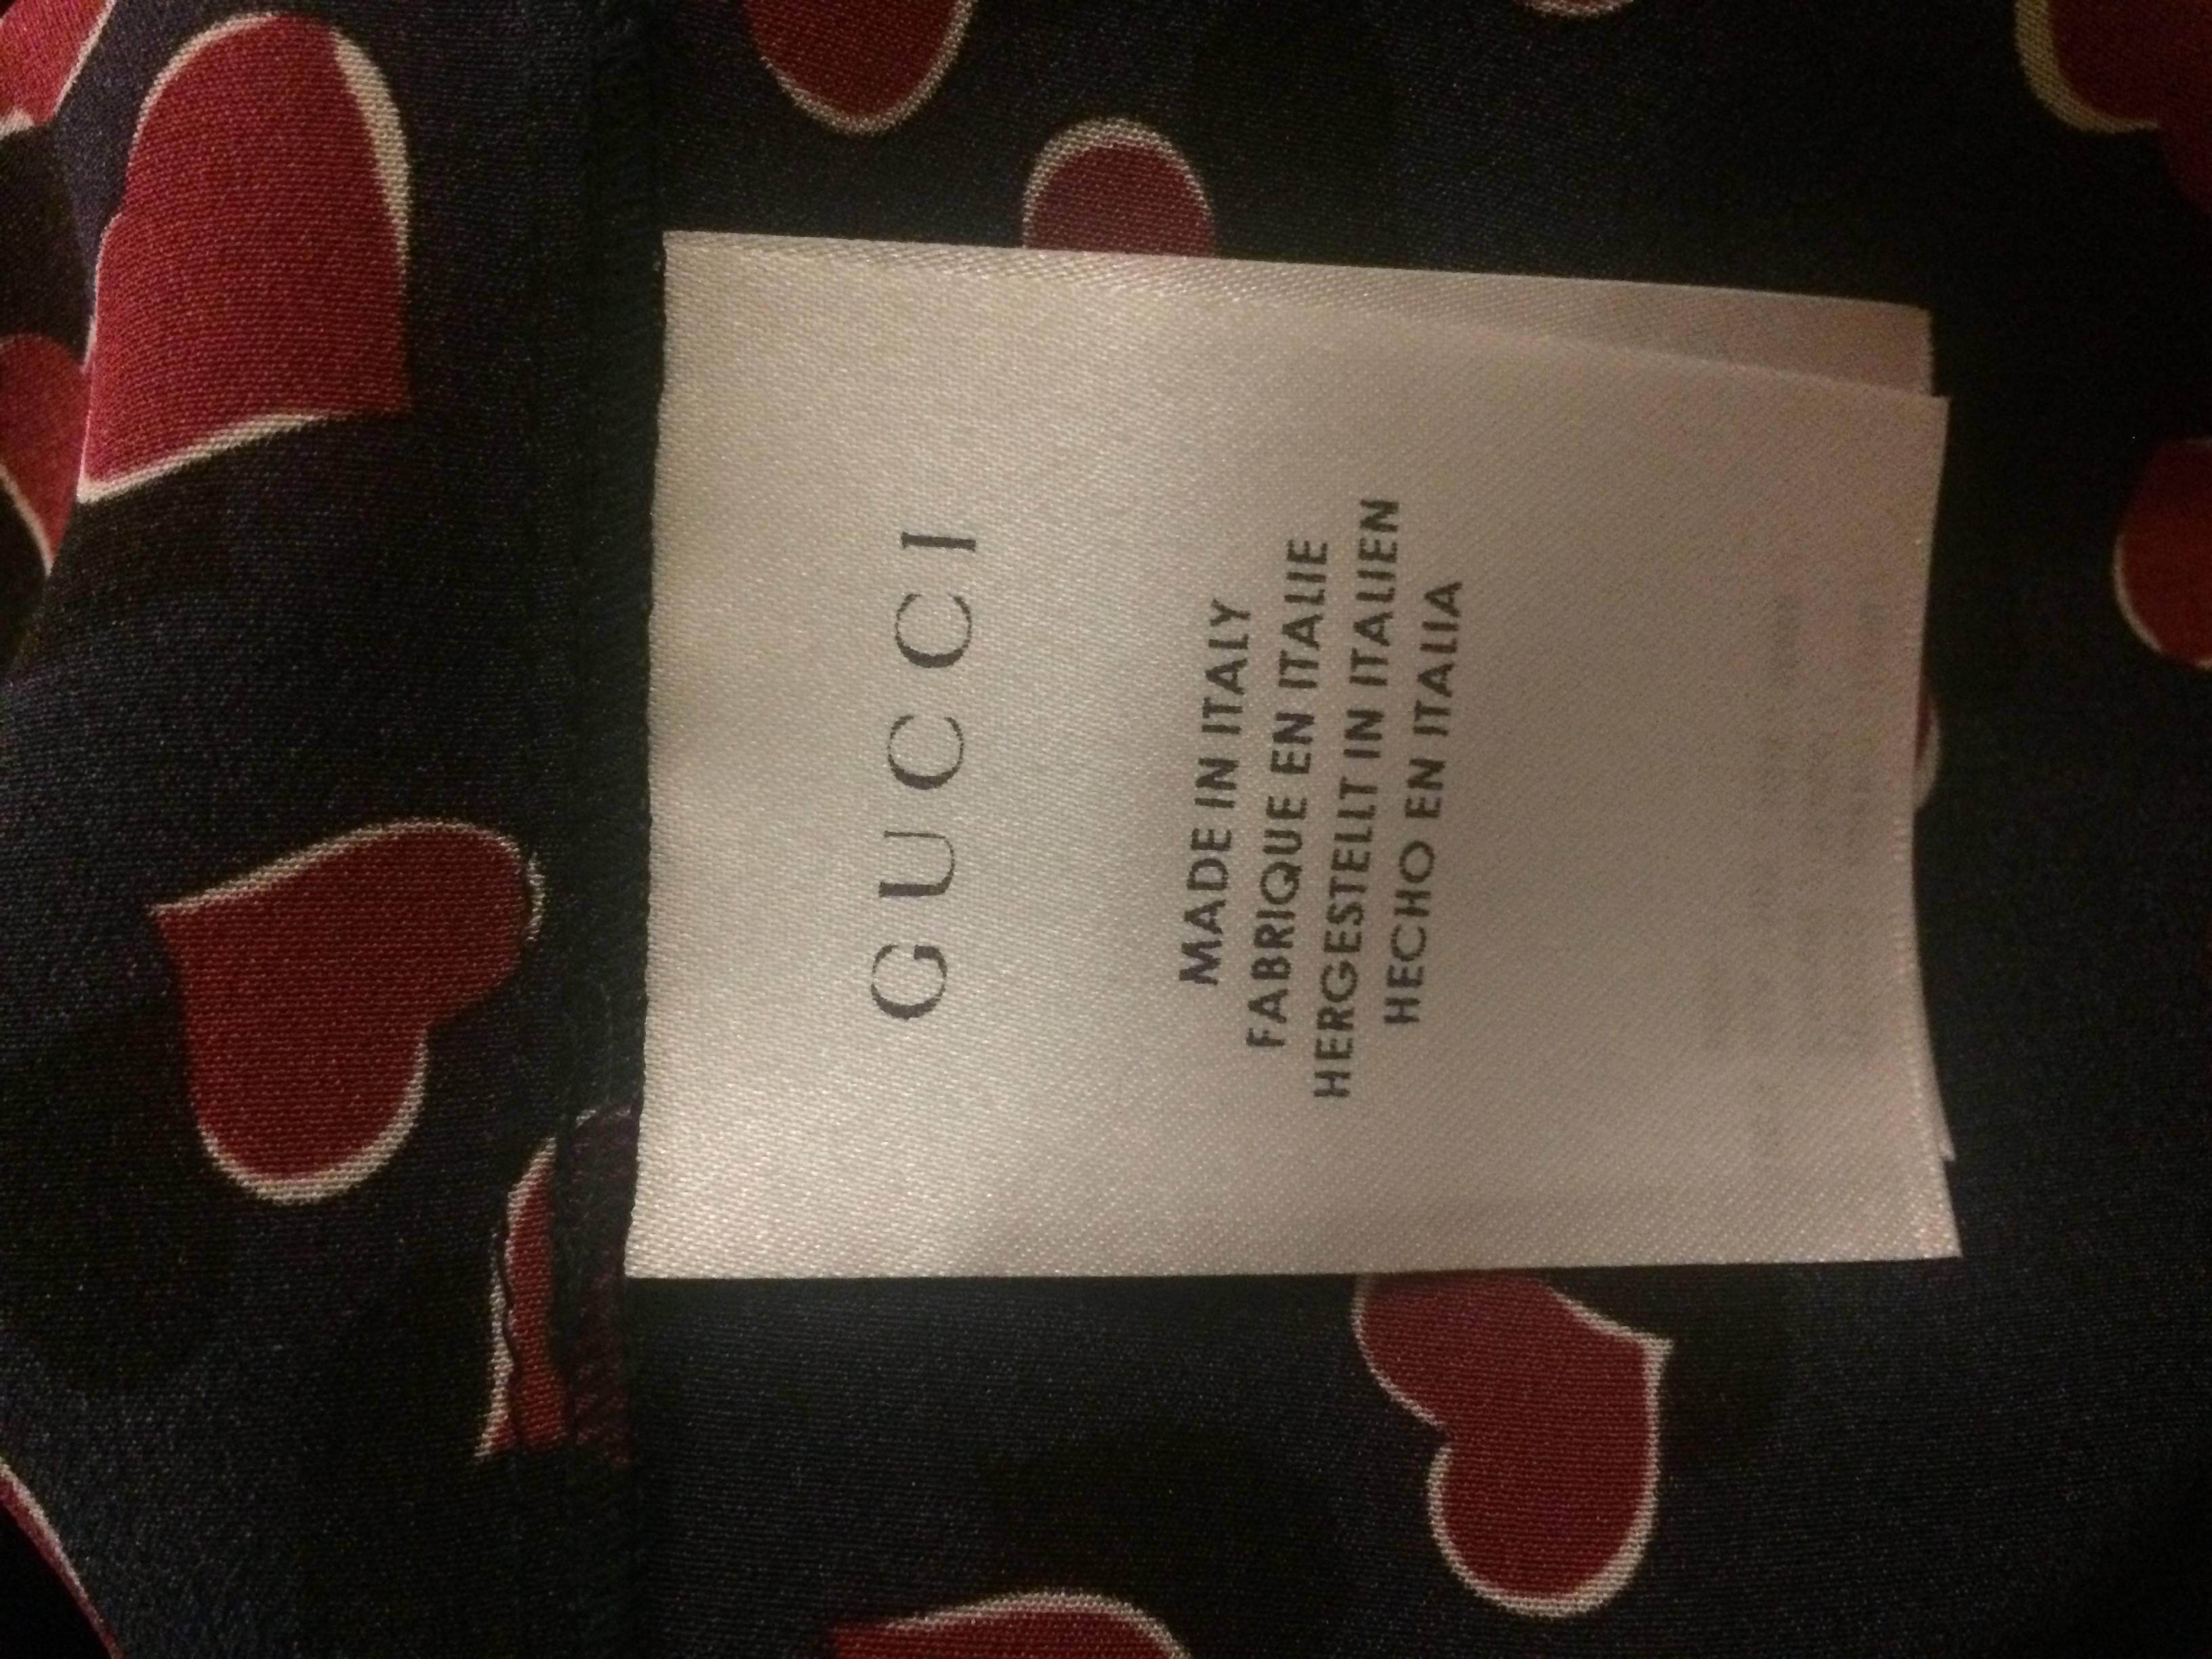 GUCCI
MADE IN ITALY
FABRIQUE EN ITALIE
HERGESTELLT IN ITALIEN
HECHO EN ITALIA